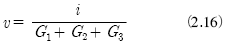 v = i / (G₁ + G₂ + G₃) (2.16)